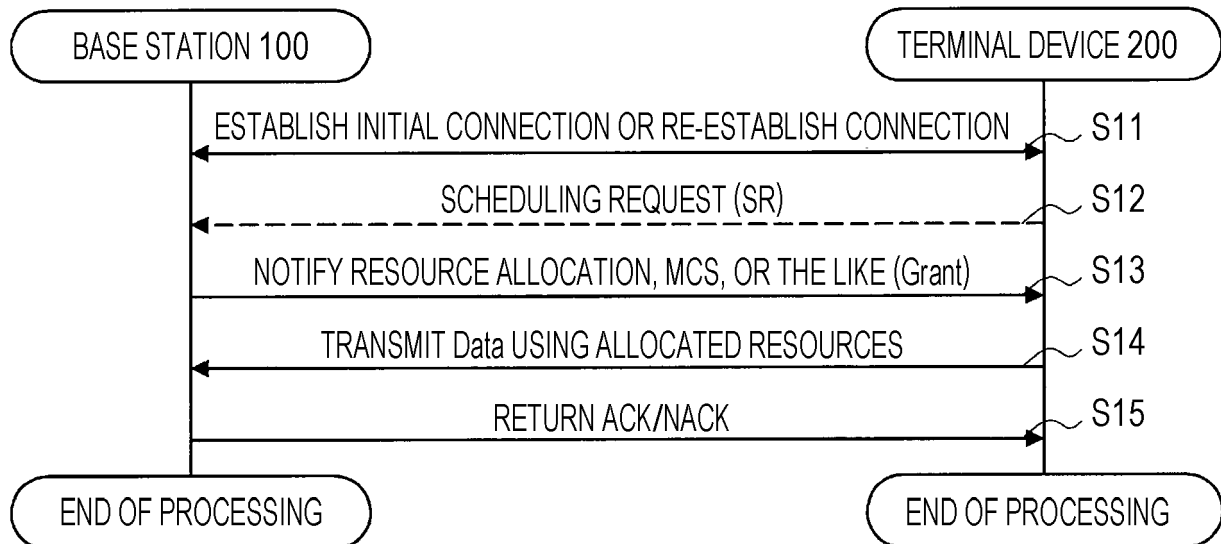 BASE STATION 100
TERMINAL DEVICE 200
ESTABLISH INITIAL CONNECTION OR RE-ESTABLISH CONNECTION
S11
SCHEDULING REQUEST (SR)
S12
NOTIFY RESOURCE ALLOCATION, MCS, OR THE LIKE (Grant)
S13
TRANSMIT Data USING ALLOCATED RESOURCES
S14
RETURN ACK/NACK
S15
END OF PROCESSING
END OF PROCESSING